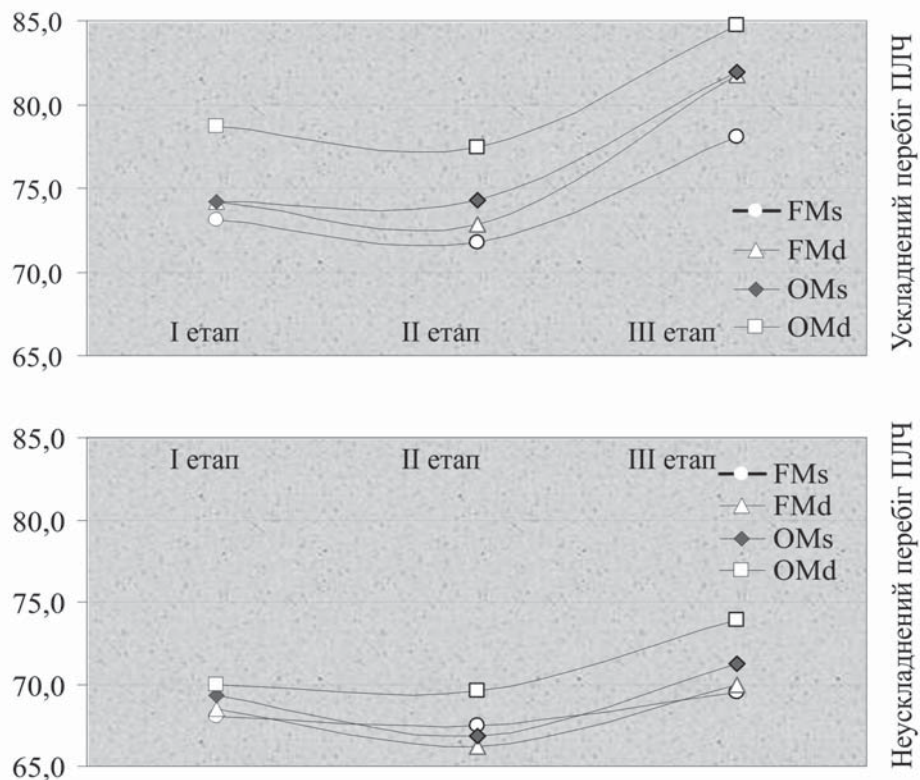 85,0
80,0
75,0
70,0
65,0
I етап
II етап
III етап
FMs
FMd
OMs
OMd
Ускладнений перебіг ПЛЧ
85,0
80,0
75,0
70,0
65,0
I етап
II етап
III етап
FMs
FMd
OMs
OMd
Неускладнений перебіг ПЛЧ